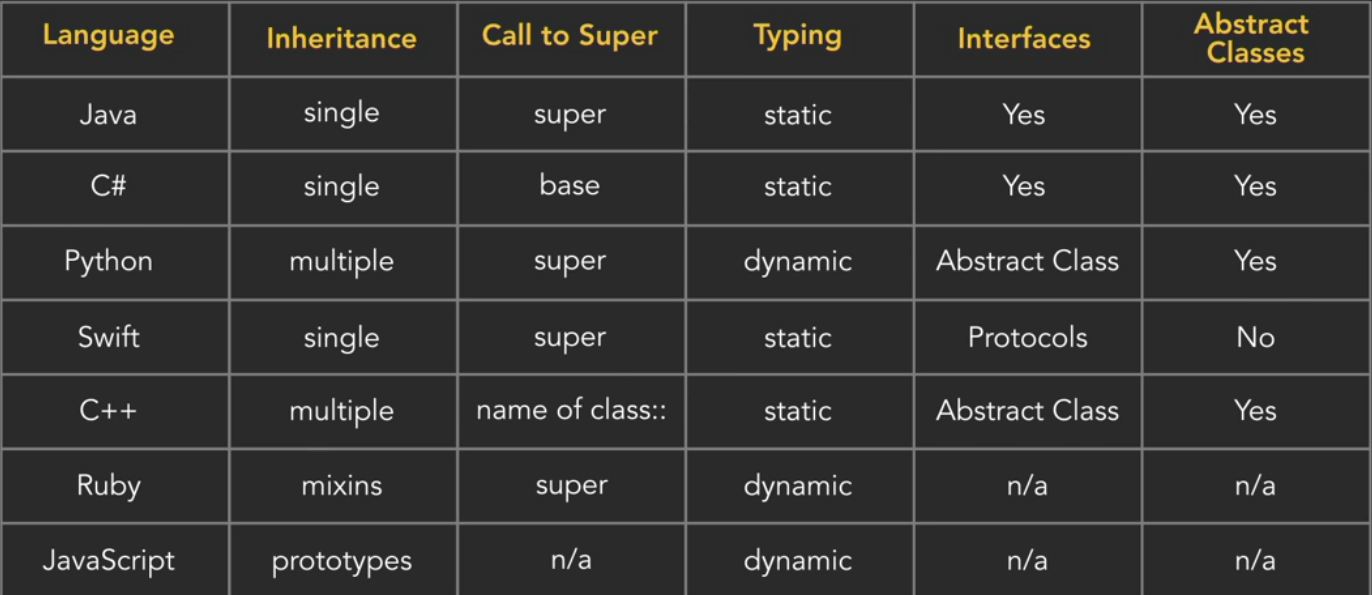 Language Inheritance Call to Super Typing Interfaces Abstract
Classes
Java single super static Yes Yes
C# single base static Yes Yes
Python multiple super dynamic Abstract Class Yes
Swift single super static Protocols No
C++ multiple name of class:: static Abstract Class Yes
Ruby mixins super dynamic n/a n/a
JavaScript prototypes n/a dynamic n/a n/a